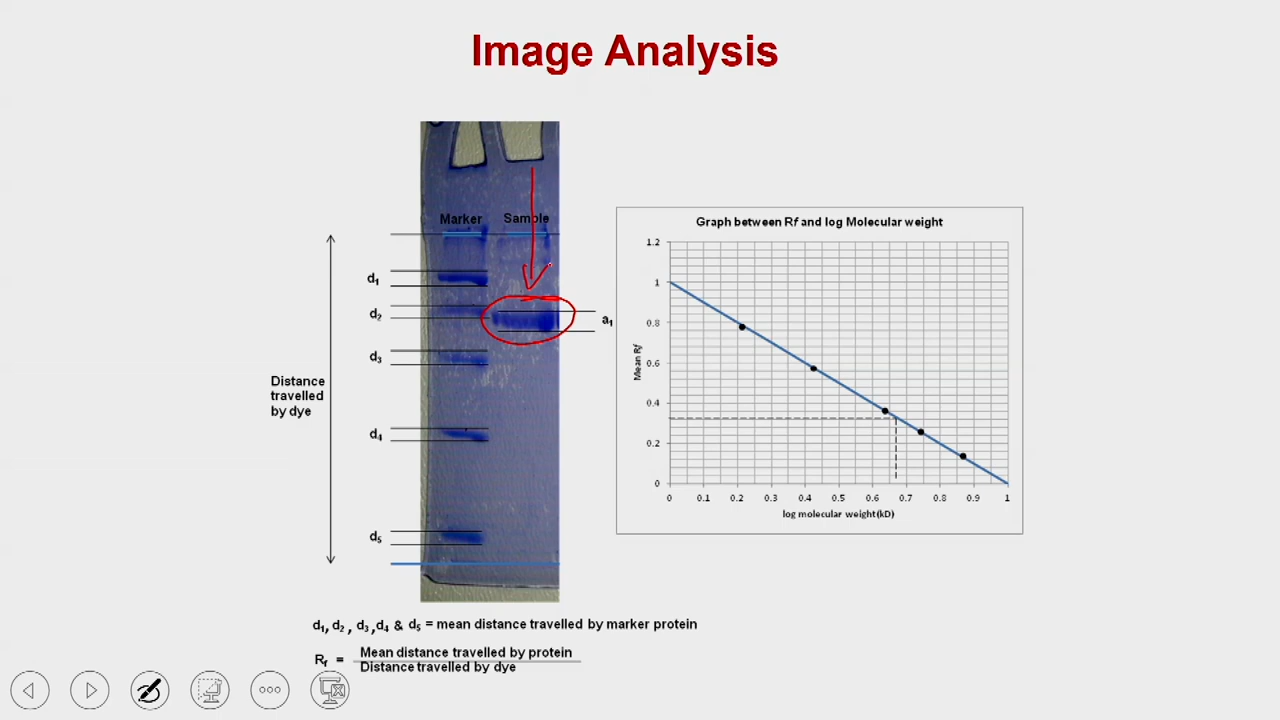 Image Analysis
Marker Sample
d₁
d₂
a₁
d₃
Distance
travelled
by dye
d₄
d₅
Graph between Rf and log Molecular weight
1.2
1
0.8
0.6
0.4
0.2
0
Mean Rf
0 0.1 0.2 0.3 0.4 0.5 0.6 0.7 0.8 0.9 1
log molecular weight(kD)
d₁, d₂ , d₃ ,d₄ & d₅ = mean distance travelled by marker protein
Rf = Mean distance travelled by protein
Distance travelled by dye